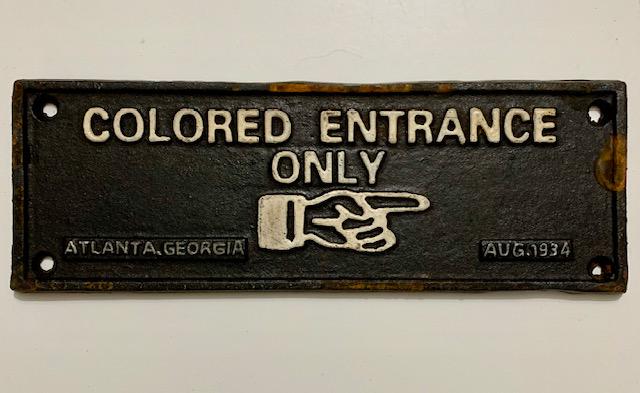 COLORED ENTRANCE
ONLY
ATLANTA.GEORGIA
AUG.1934